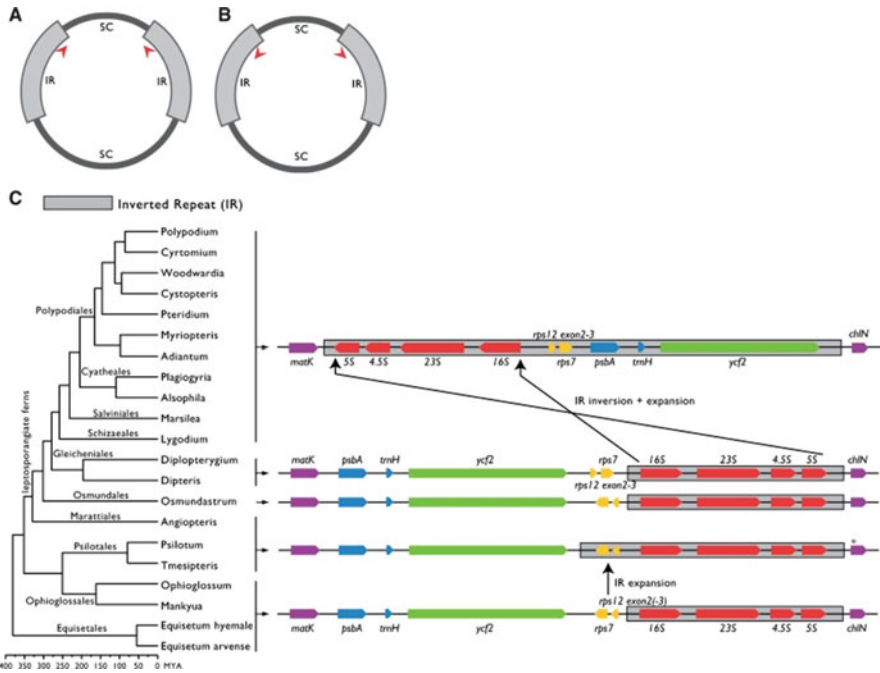 A
B
SC
SC
IR
IR
IR
IR
SC
SC
C
Inverted Repeat (IR)
Polypodium
Cyrtomium
Woodwardia
Cystopteris
Polypodiales
Pteridium
Myriopteris
Adiantum
Cyatheales
Plagiogyria
Alsophila
Salviniales
Marsilea
Schizaeales
Lygodium
leptosporangiate ferns
Gleicheniales
Diplopterygium
Dipteris
Osmundales
Osmundastrum
Marattiales
Angiopteris
Psilotales
Psilotum
Tmesipteris
Ophioglossum
Ophioglossales
Mankyua
Equisetales
Equisetum hyemale
Equisetum arvense
400 350 300 250 200 150 100 50 0 MYA
rps12 exon2-3
chlN
matK 5S 4.5S 23S 16S rps7 psbA trnH ycf2
IR inversion + expansion
matK psbA trnH ycf2 rps7 16S 23S 4.5S 5S chlN
rps12 exon2-3
*
IR expansion
rps12 exon2(-3)
matK psbA trnH ycf2 rps7 16S 23S 4.5S 5S chlN